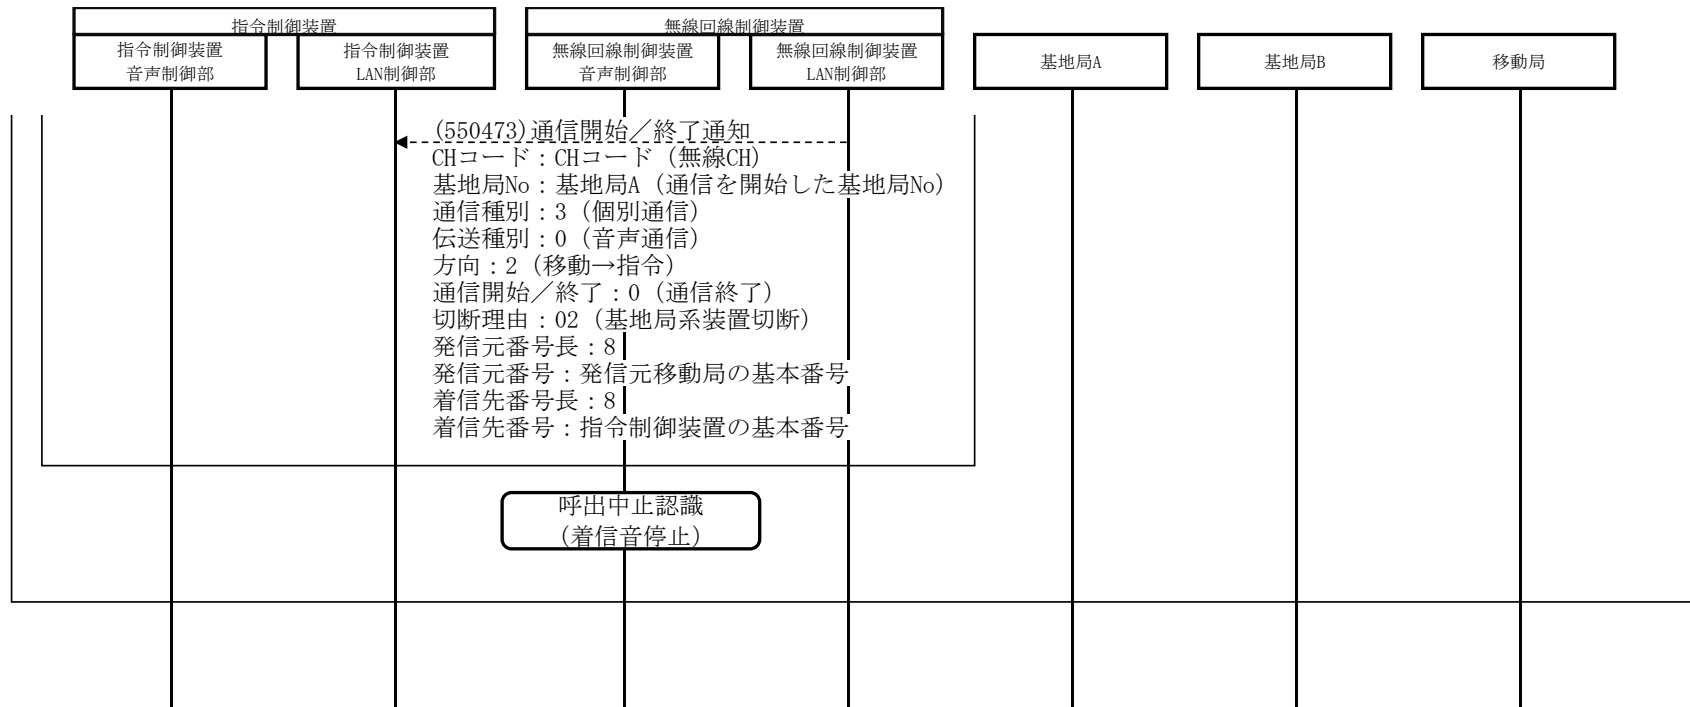 指令制御装置
無線回線制御装置
指令制御装置
音声制御部
指令制御装置
LAN制御部
無線回線制御装置
音声制御部
無線回線制御装置
LAN制御部
基地局A
基地局B
移動局
(550473)通信開始／終了通知
CHコード：CHコード（無線CH）
基地局No：基地局A（通信を開始した基地局No）
通信種別：3（個別通信）
伝送種別：0（音声通信）
方向：2（移動→指令）
通信開始／終了：0（通信終了）
切断理由：02（基地局系装置切断）
発信元番号長：8
発信元番号：発信元移動局の基本番号
着信先番号長：8
着信先番号：指令制御装置の基本番号
呼出中止認識
（着信音停止）